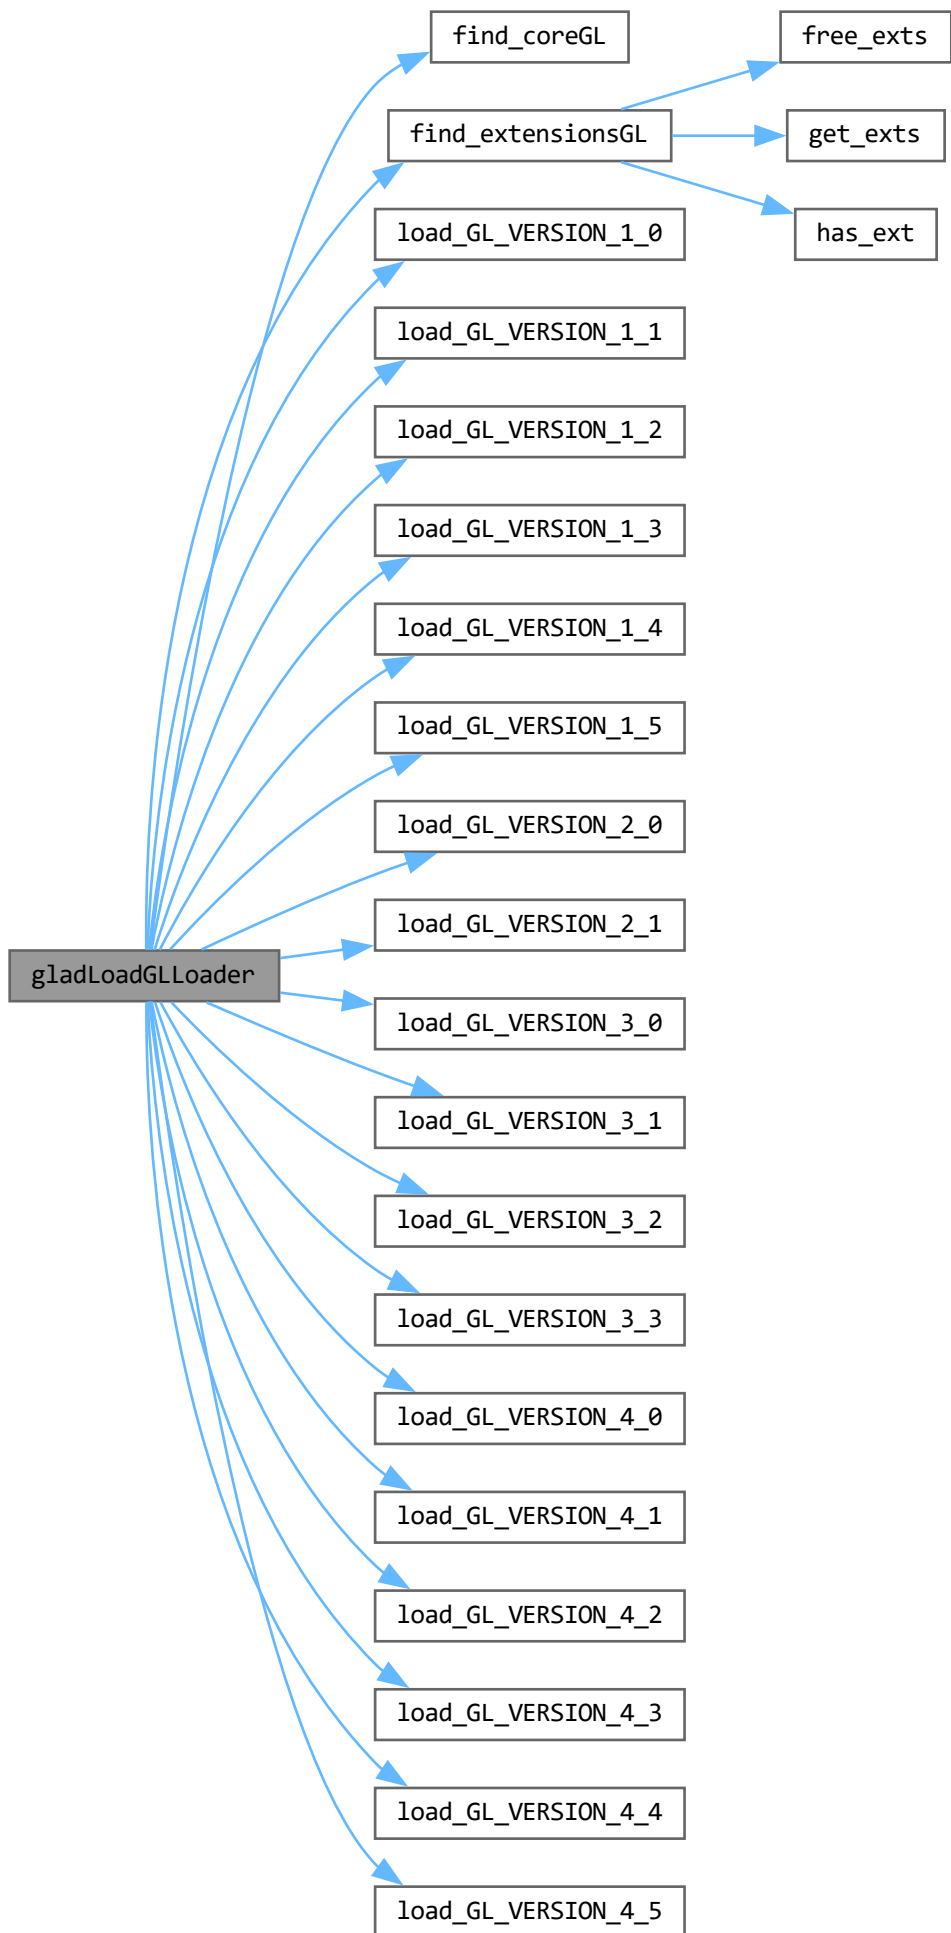 find_coreGL
free_exts
find_extensionsGL
get_exts
has_ext
load_GL_VERSION_1_0
load_GL_VERSION_1_1
load_GL_VERSION_1_2
load_GL_VERSION_1_3
load_GL_VERSION_1_4
load_GL_VERSION_1_5
load_GL_VERSION_2_0
load_GL_VERSION_2_1
gladLoadGLLoader
load_GL_VERSION_3_0
load_GL_VERSION_3_1
load_GL_VERSION_3_2
load_GL_VERSION_3_3
load_GL_VERSION_4_0
load_GL_VERSION_4_1
load_GL_VERSION_4_2
load_GL_VERSION_4_3
load_GL_VERSION_4_4
load_GL_VERSION_4_5